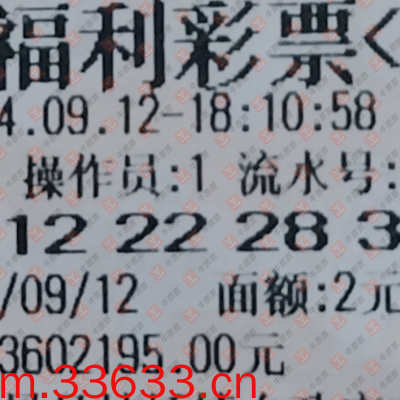 福利彩票<
4.09.12-18:10:58
操作员:1 流水号:
12 22 28 3
/09/12 面额:2元
3602195.00元
m.33633.cn